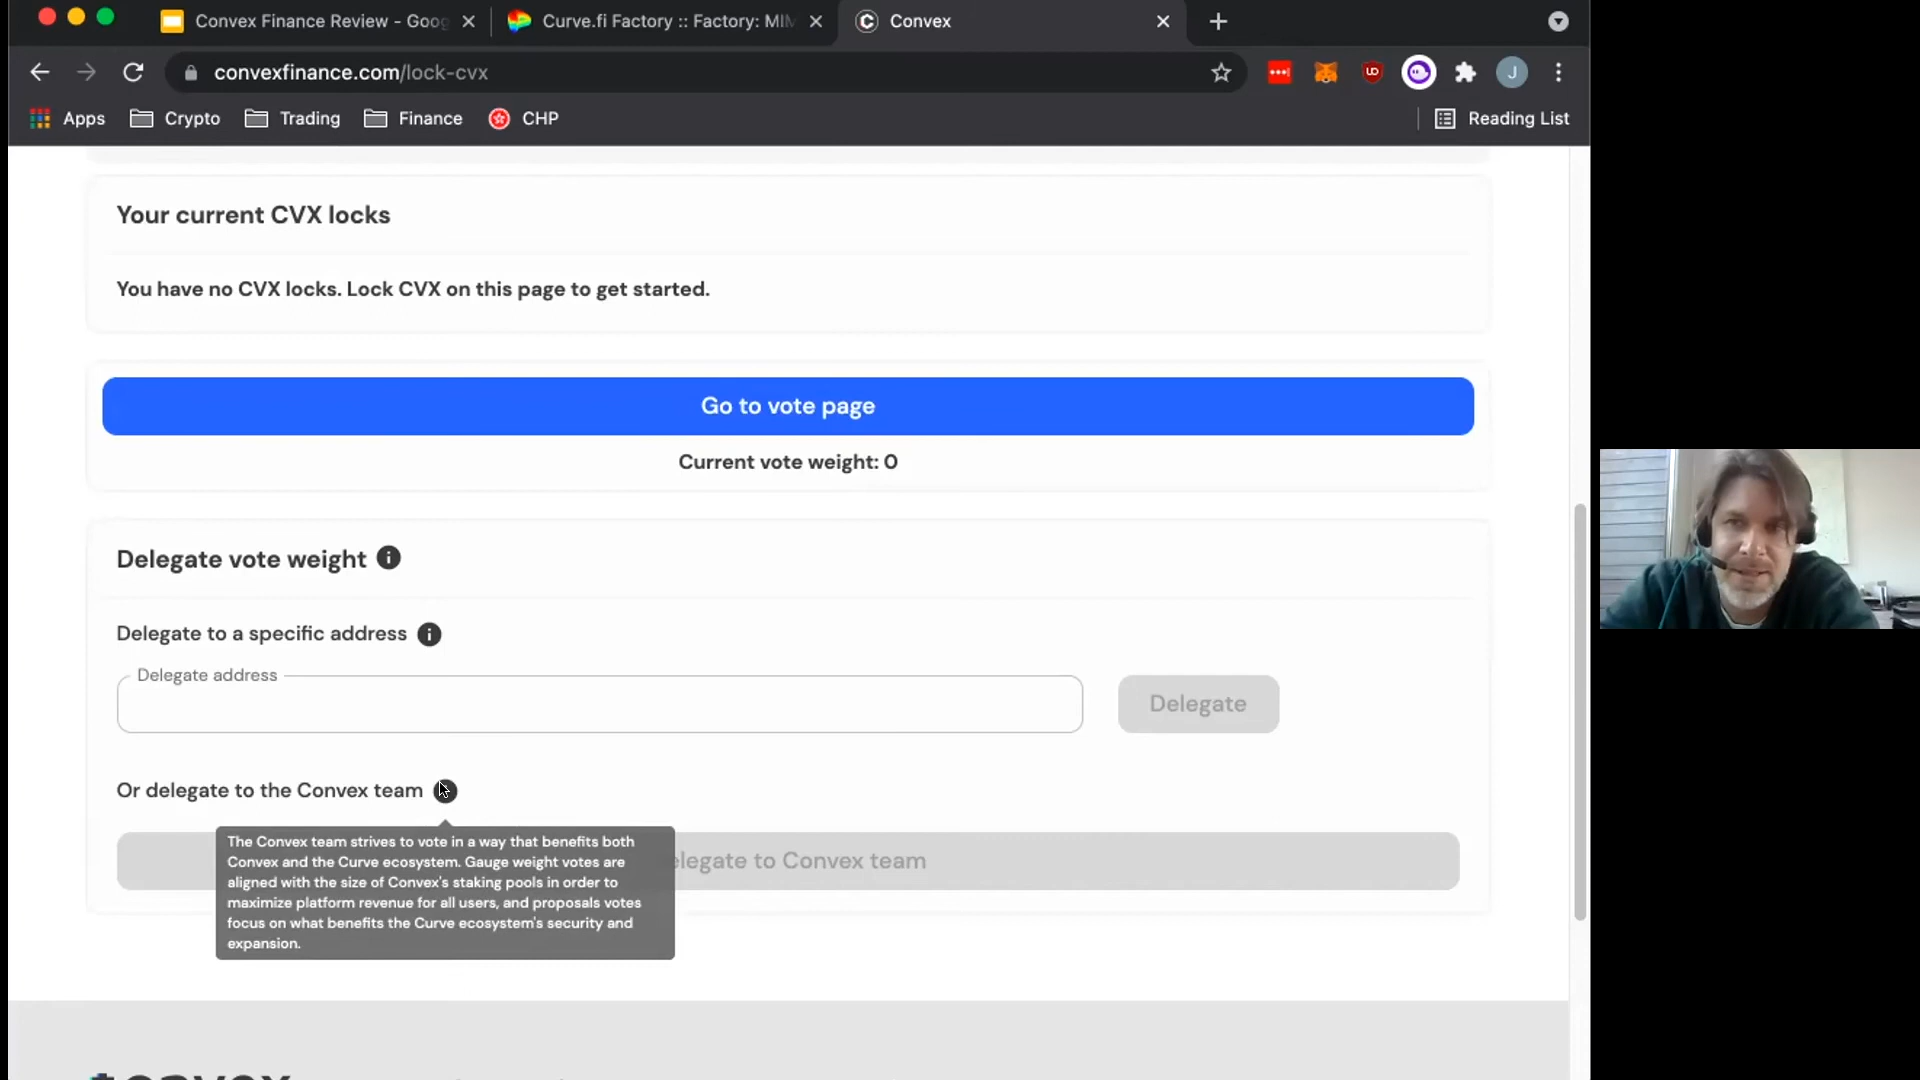 Convex Finance Review - Goog
Curve.fi Factory :: Factory: MIM
Convex
convexfinance.com/lock-cvx
J
Apps
Crypto
Trading
Finance
CHP
Reading List
Your current CVX locks
You have no CVX locks. Lock CVX on this page to get started.
Go to vote page
Current vote weight: 0
Delegate vote weight
Delegate to a specific address
Delegate address
Delegate
Or delegate to the Convex team
elegate to Convex team
The Convex team strives to vote in a way that benefits both
Convex and the Curve ecosystem. Gauge weight votes are
aligned with the size of Convex's staking pools in order to
maximize platform revenue for all users, and proposals votes
focus on what benefits the Curve ecosystem's security and
expansion.